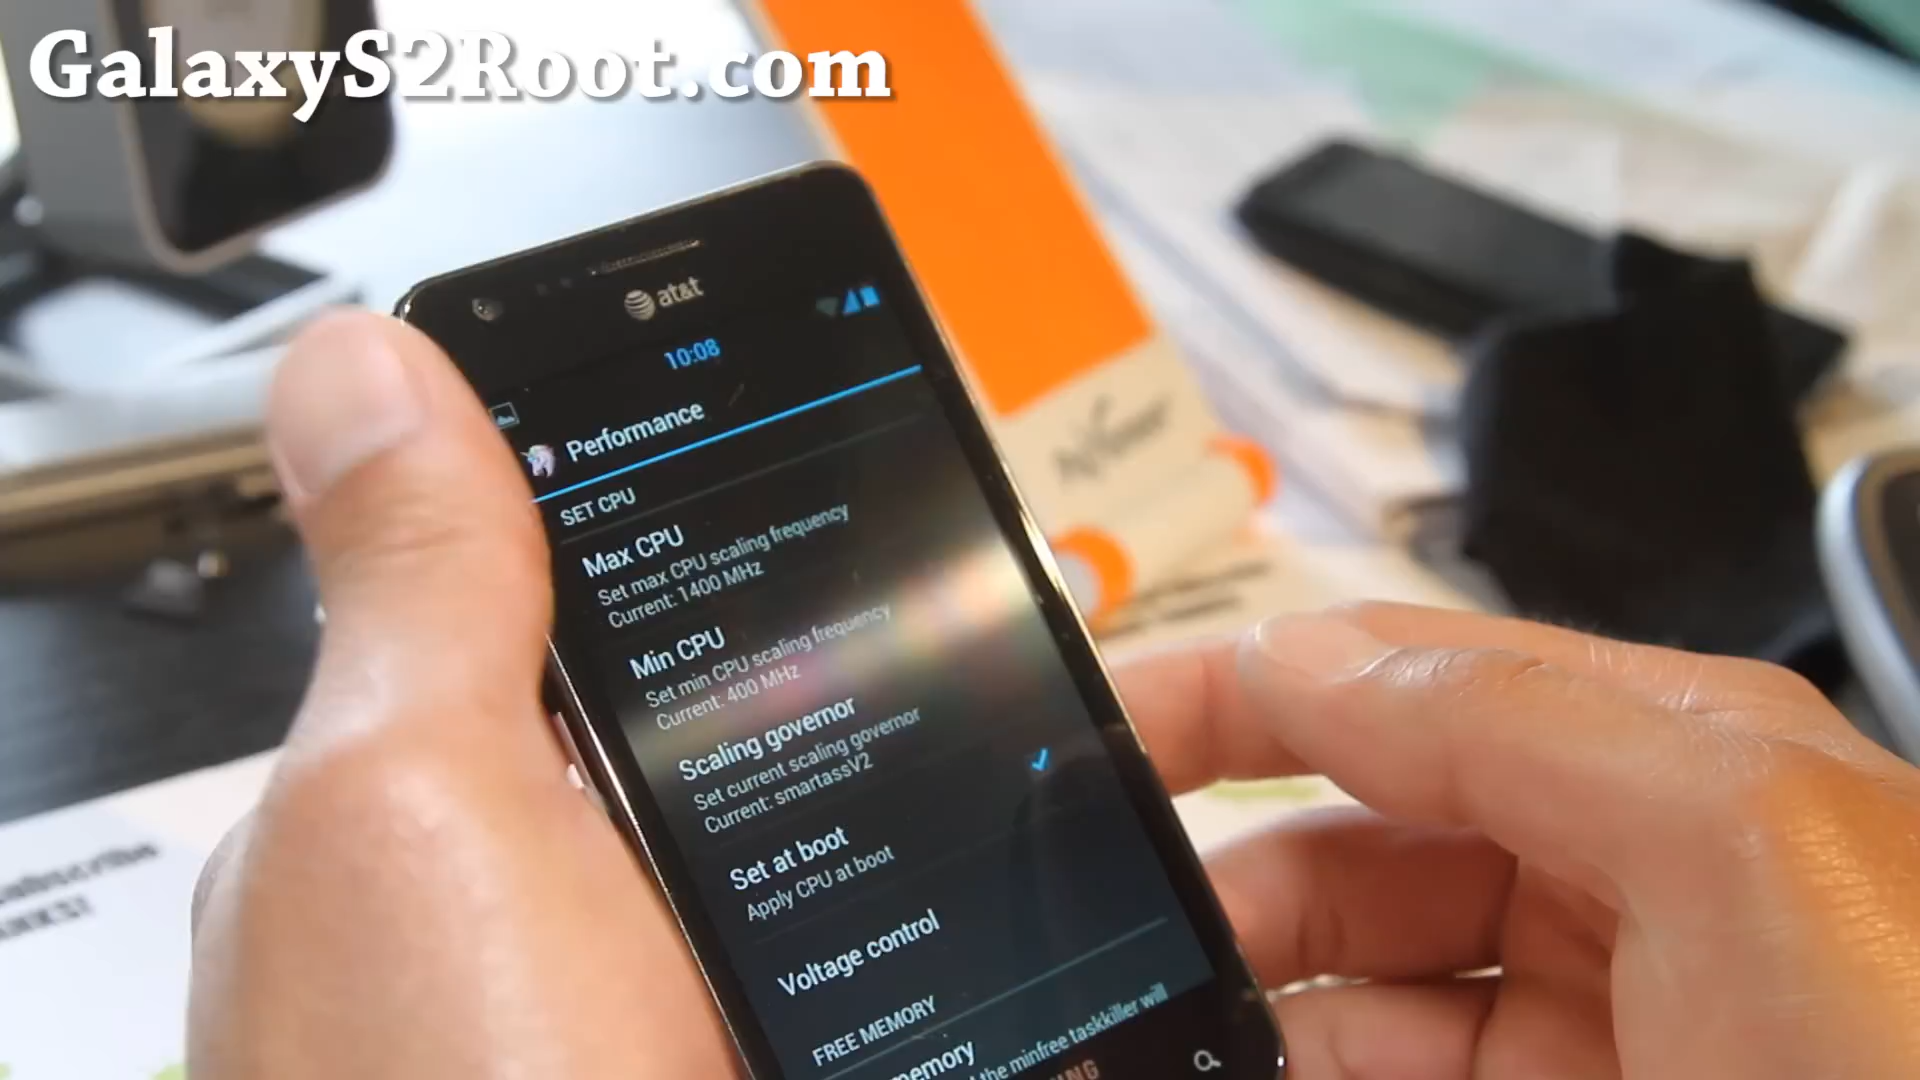 GalaxyS2Root.com
at&t
10:08
Performance
SET CPU
Max CPU
Set max CPU scaling frequency
Current: 1400 MHz
Min CPU
Set min CPU scaling frequency
Current: 400 MHz
Scaling governor
Set current scaling governor
Current: smartassV2
Set at boot
Apply CPU at boot
Voltage control
FREE MEMORY
memory
the minfree taskkiller will